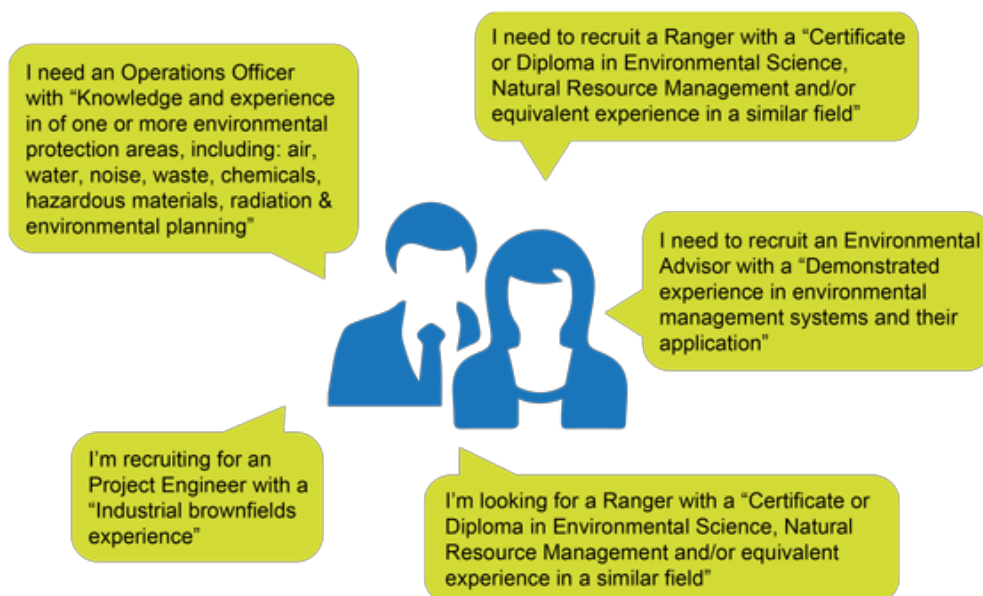 I need an Operations Officer
with “Knowledge and experience
in of one or more environmental
protection areas, including: air,
water, noise, waste, chemicals,
hazardous materials, radiation &
environmental planning”
I need to recruit a Ranger with a “Certificate
or Diploma in Environmental Science,
Natural Resource Management and/or
equivalent experience in a similar field”
I need to recruit an Environmental
Advisor with a “Demonstrated
experience in environmental
management systems and their
application”
I’m recruiting for an
Project Engineer with a
“Industrial brownfields
experience”
I’m looking for a Ranger with a “Certificate or
Diploma in Environmental Science, Natural
Resource Management and/or equivalent
experience in a similar field”